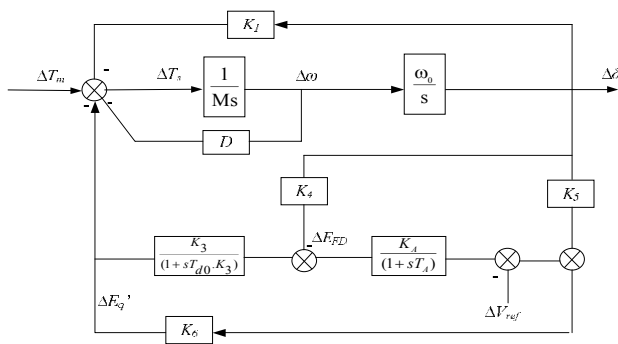 K1
-
ΔTm
ΔTs
1
Ms
Δω
ω0
s
Δδ
-
-
D
K4
K5
-
ΔEFD
K3
(1+sTd0.K3)
KA
(1+sTA)
-
ΔEq'
ΔVref
K6